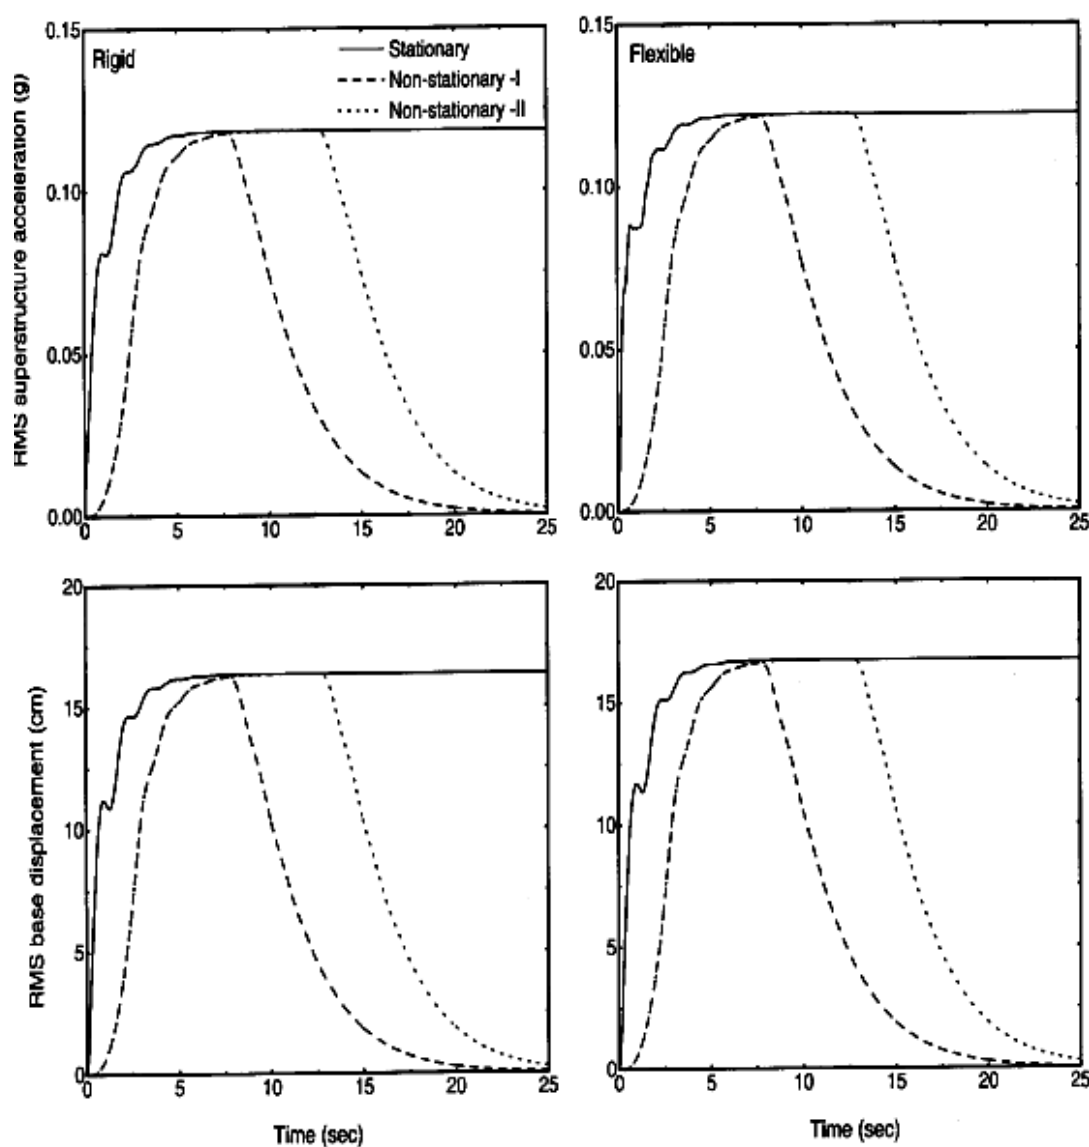 0.15
Rigid
Stationary
Non-stationary -I
Non-stationary -II
0.10
0.05
0.00
0 5 10 15 20 25
RMS superstructure acceleration (g)
0.15
Flexible
0.10
0.05
0.00
0 5 10 15 20 25
20
15
10
5
0
0 5 10 15 20 25
RMS base displacement (cm)
Time (sec)
20
15
10
5
0
0 5 10 15 20 25
Time (sec)